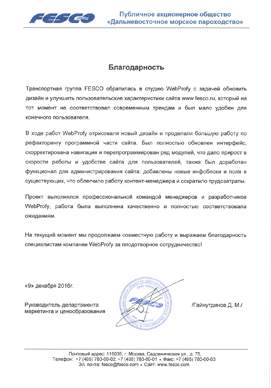 FESCO
Публичное акционерное общество
«Дальневосточное морское пароходство»
Благодарность
Транспортная группа FESCO обратилась в студию WebProfy с задачей обновить
дизайн и улучшить пользовательские характеристики сайта www.fesco.ru, который на
тот момент не соответствовал современным трендам и был мало удобен для
конечного пользователя.
В ходе работ WebProfy отрисовали новый дизайн и проделали большую работу по
рефакторингу программной части сайта. Был полностью обновлен интерфейс,
скорректирована навигация и перепрограммирован ряд модулей, что дало прирост в
скорости работы и удобстве сайта для пользователей, также был доработан
функционал для администрирования сайта: добавлены новые инфоблоки и поля в
существующих, что облегчило работу контент-менеджера и сократило трудозатраты.
Проект выполнялся профессиональной командой менеджеров и разработчиков
WebProfy, работа была выполнена качественно и полностью соответствовала
ожиданиям.
На текущий момент мы продолжаем совместную работу и выражаем благодарность
специалистам компании WebProfy за плодотворное сотрудничество!
«9» декабря 2016г.
Руководитель департамента
маркетинга и ценообразования
/Гайнутдинов Д. М./
Почтовый адрес: 115035, г. Москва, Садовническая ул., д. 75.
Телефон: +7 (495) 780-60-02; +7 (495) 780-60-01 • Факс: +7 (495) 780-60-03
Эл. почта: fesco@fesco.com • Сайт: www.fesco.com